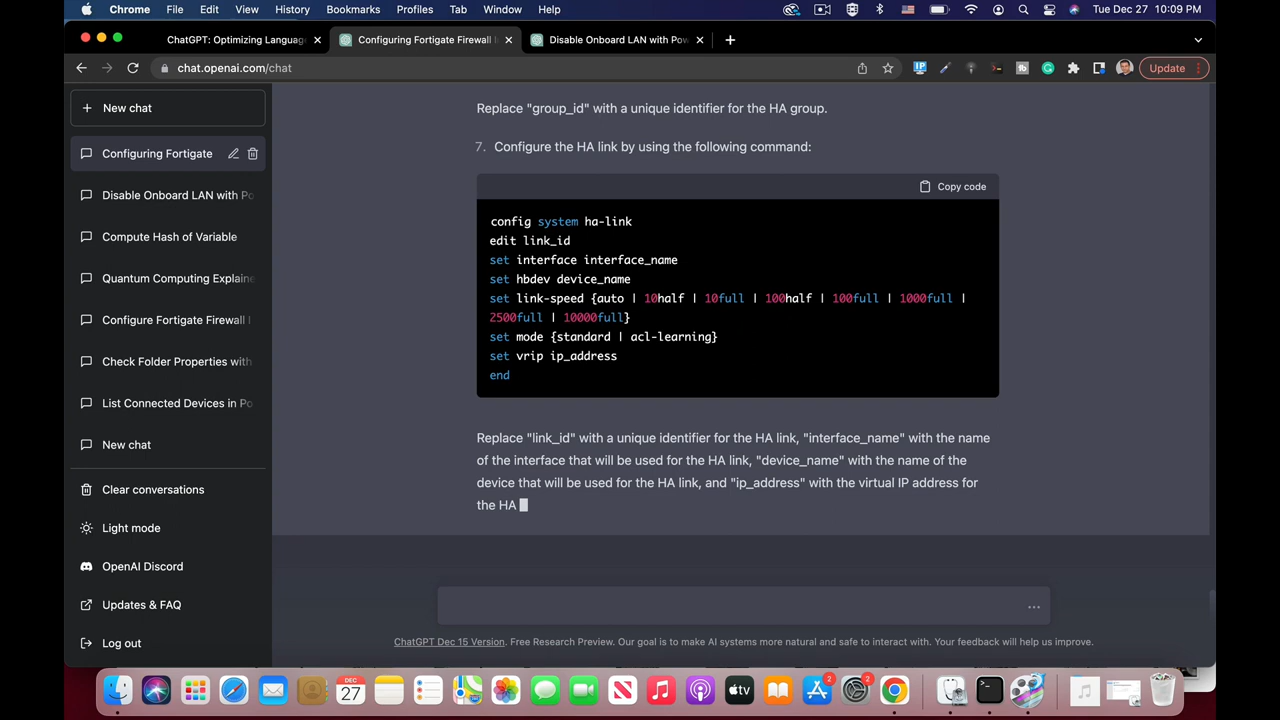 Chrome File Edit View History Bookmarks Profiles Tab Window Help Tue Dec 27 10:09 PM
ChatGPT: Optimizing Languag
Configuring Fortigate Firewall
Disable Onboard LAN with Pow
chat.openai.com/chat
Update
New chat
Configuring Fortigate
Disable Onboard LAN with Po
Compute Hash of Variable
Quantum Computing Explaine
Configure Fortigate Firewall
Check Folder Properties with
List Connected Devices in Po
New chat
Clear conversations
Light mode
OpenAI Discord
Updates & FAQ
Log out
Replace "group_id" with a unique identifier for the HA group.
7. Configure the HA link by using the following command:
Copy code
config system ha-link
edit link_id
set interface interface_name
set hbdev device_name
set link-speed {auto | 10half | 10full | 100half | 100full | 1000full |
2500full | 10000full}
set mode {standard | acl-learning}
set vrip ip_address
end
Replace "link_id" with a unique identifier for the HA link, "interface_name" with the name
of the interface that will be used for the HA link, "device_name" with the name of the
device that will be used for the HA link, and "ip_address" with the virtual IP address for
the HA
ChatGPT Dec 15 Version. Free Research Preview. Our goal is to make AI systems more natural and safe to interact with. Your feedback will help us improve.
DEC
27
tv
2
2